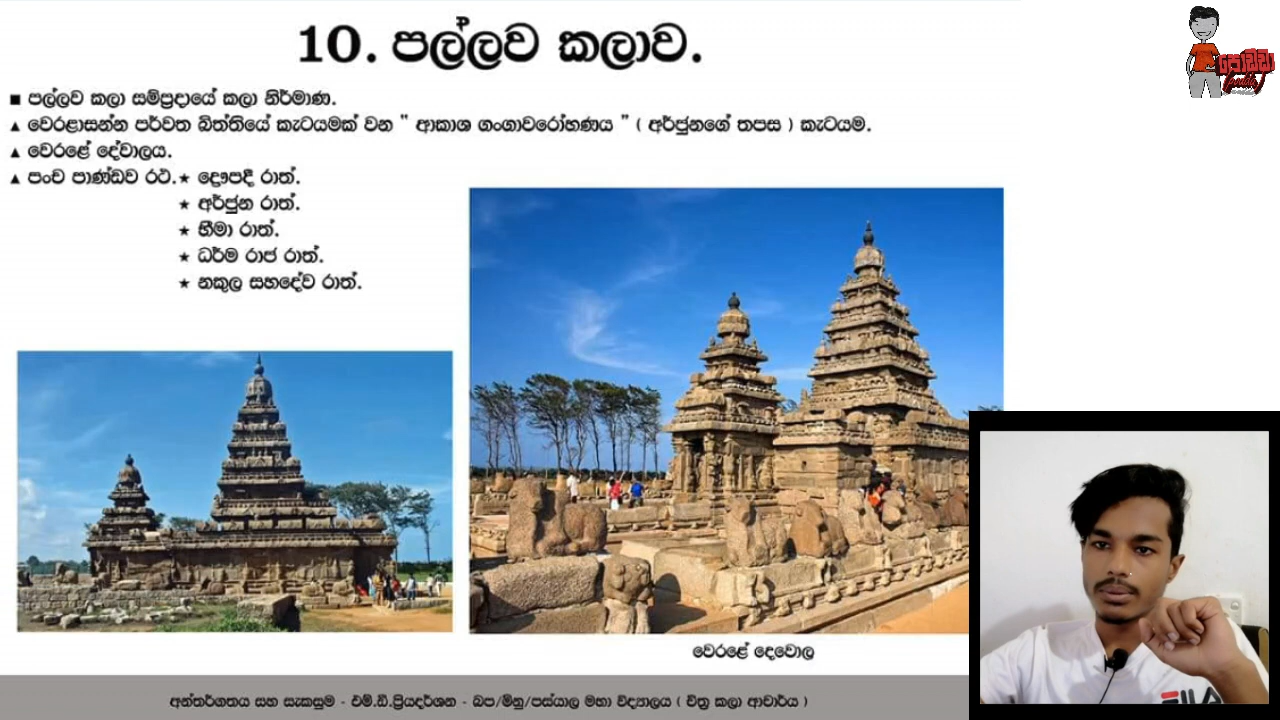 10. පල්ලව කලාව.
■ පල්ලව කලා සම්ප්‍රදායේ කලා නිර්මාණ.
▲ වෙරළාසන්න පර්වත බිත්තියේ කැටයමක් වන " ආකාශ ගංගාවරෝහණය " ( අර්ජුනගේ තපස ) කැටයම.
▲ වෙරළේ දේවාලය.
▲ පංච පාණ්ඩව රථ.★ ද්‍රෞපදී රාත්.
★ අර්ජුන රාත්.
★ භීමා රාත්.
★ ධර්ම රාජ රාත්.
★ නකුල සහදේව රාත්.
වෙරළේ දෙවොල
අන්තර්ගතය සහ සැකසුම - එම්.ඩී.ප්‍රියදර්ශන - බප/මිනු/පස්යාල මහා විද්‍යාලය ( චිත්‍ර කලා ආචාර්ය )
පොඩ්ඩා
FILA